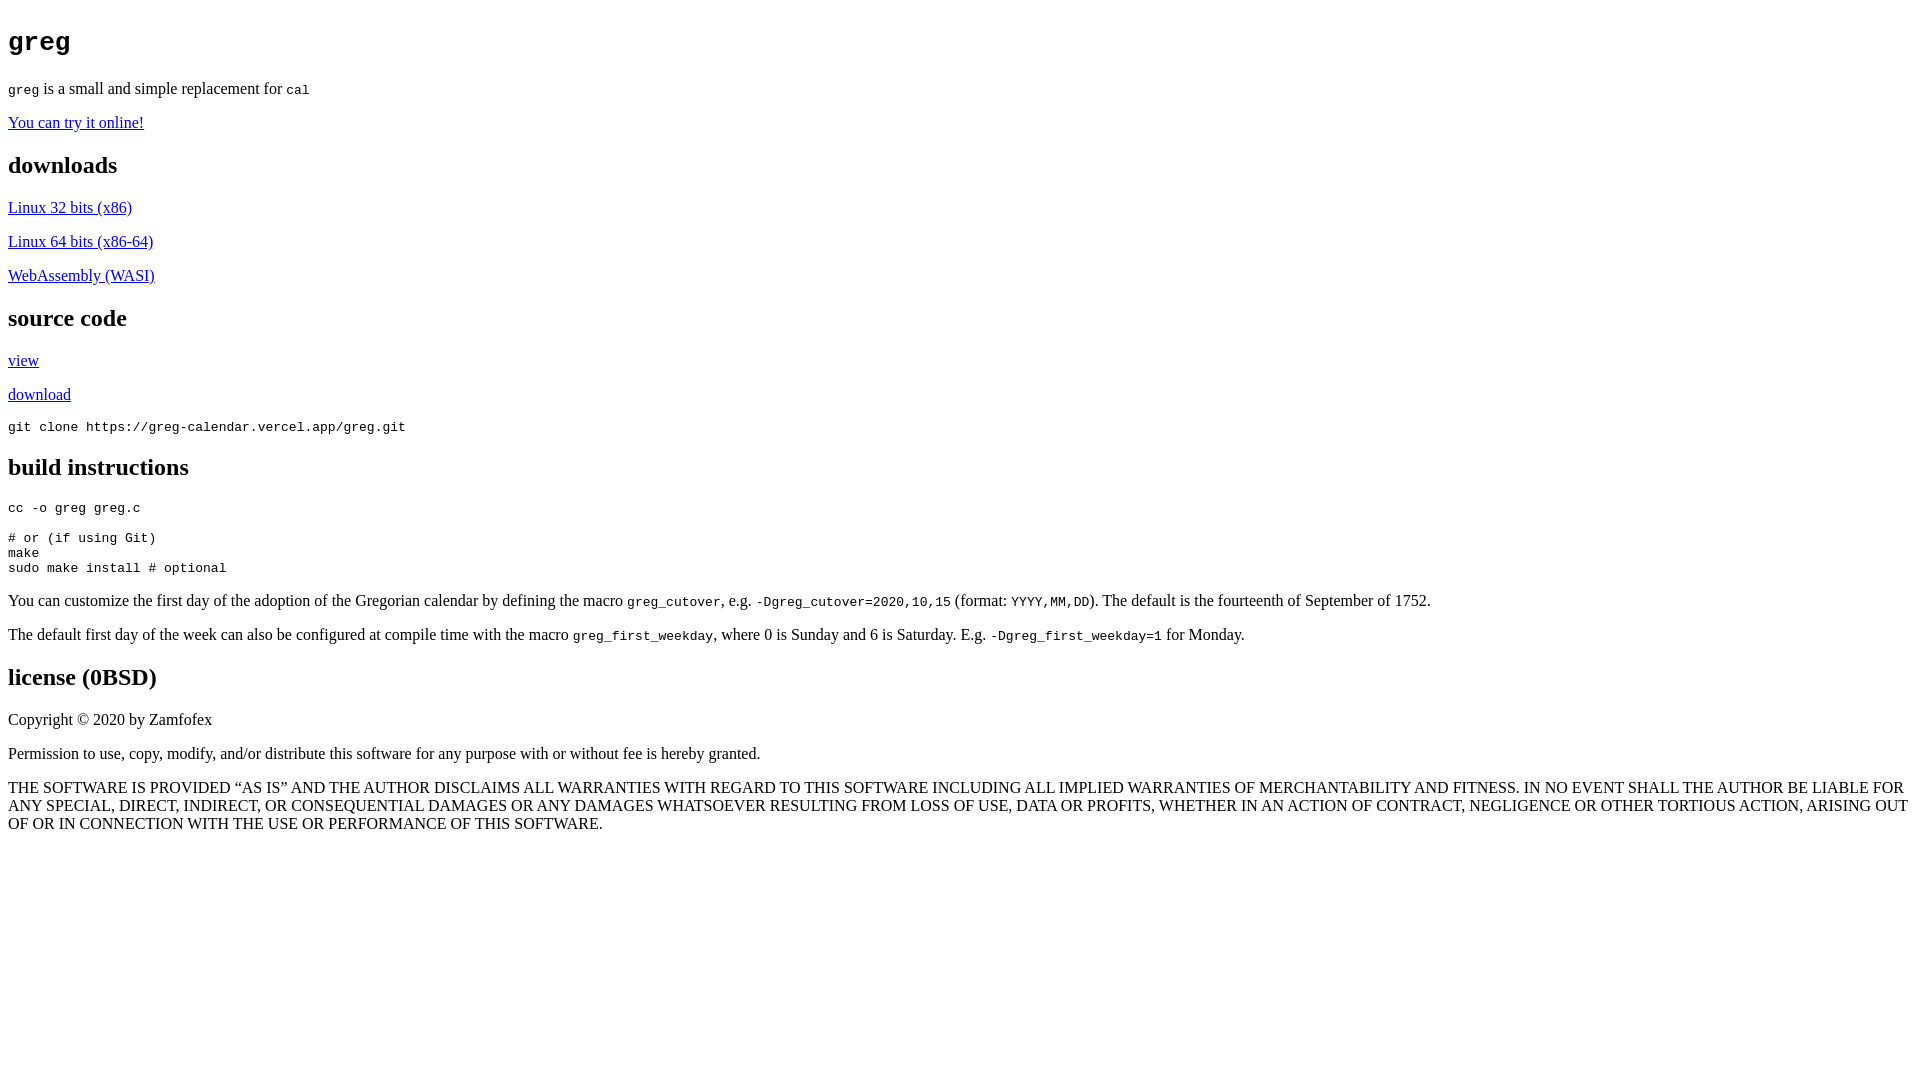 greg
greg is a small and simple replacement for cal
You can try it online!
downloads
Linux 32 bits (x86)
Linux 64 bits (x86-64)
WebAssembly (WASI)
source code
view
download
git clone https://greg-calendar.vercel.app/greg.git
build instructions
cc -o greg greg.c
# or (if using Git)
make
sudo make install # optional
You can customize the first day of the adoption of the Gregorian calendar by defining the macro greg_cutover, e.g. -Dgreg_cutover=2020,10,15 (format: YYYY,MM,DD). The default is the fourteenth of September of 1752.
The default first day of the week can also be configured at compile time with the macro greg_first_weekday, where 0 is Sunday and 6 is Saturday. E.g. -Dgreg_first_weekday=1 for Monday.
license (0BSD)
Copyright © 2020 by Zamfofex
Permission to use, copy, modify, and/or distribute this software for any purpose with or without fee is hereby granted.
THE SOFTWARE IS PROVIDED “AS IS” AND THE AUTHOR DISCLAIMS ALL WARRANTIES WITH REGARD TO THIS SOFTWARE INCLUDING ALL IMPLIED WARRANTIES OF MERCHANTABILITY AND FITNESS. IN NO EVENT SHALL THE AUTHOR BE LIABLE FOR
ANY SPECIAL, DIRECT, INDIRECT, OR CONSEQUENTIAL DAMAGES OR ANY DAMAGES WHATSOEVER RESULTING FROM LOSS OF USE, DATA OR PROFITS, WHETHER IN AN ACTION OF CONTRACT, NEGLIGENCE OR OTHER TORTIOUS ACTION, ARISING OUT
OF OR IN CONNECTION WITH THE USE OR PERFORMANCE OF THIS SOFTWARE.